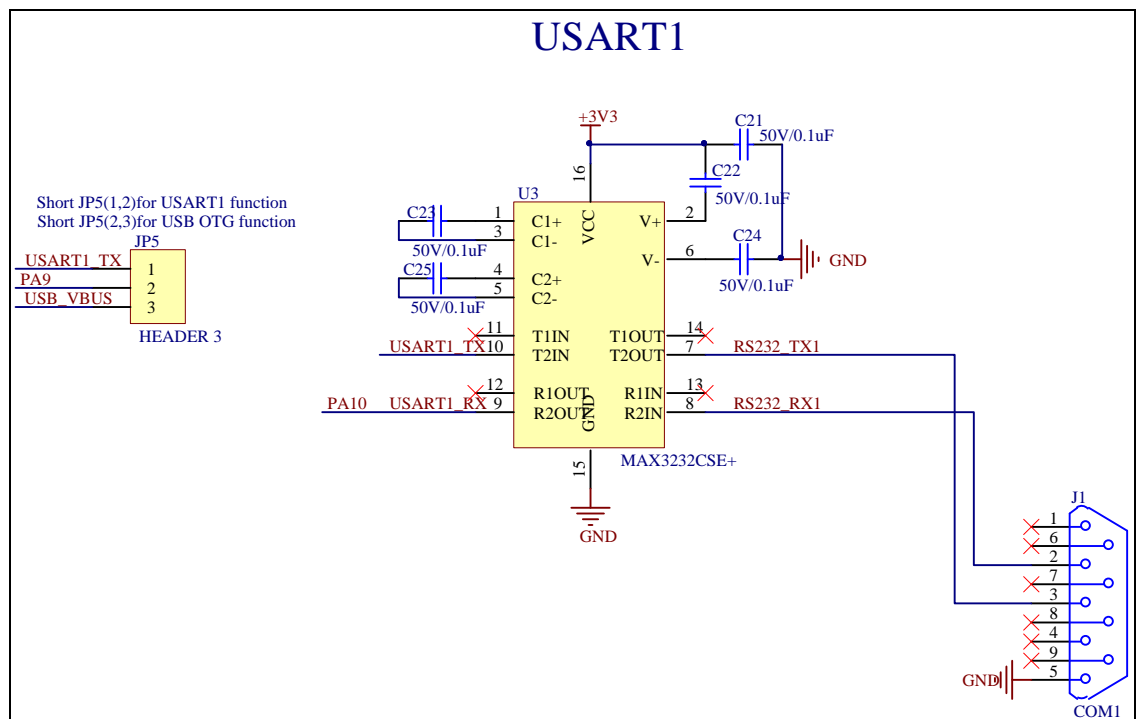 USART1
+3V3
C21
50V/0.1uF
C22
50V/0.1uF
16
U3
VCC
Short JP5(1,2)for USART1 function
Short JP5(2,3)for USB OTG function
JP5
USART1_TX 1
PA9 2
USB_VBUS 3
HEADER 3
C23
50V/0.1uF
1 C1+
3 C1-
C25
50V/0.1uF
4 C2+
5 C2-
V+ 2
V- 6
C24
50V/0.1uF
GND
11 T1IN
USART1_TX 10 T2IN
T1OUT 14
T2OUT 7 RS232_TX1
12 R1OUT
PA10 USART1_RX 9 R2OUT
GND
R1IN 13
R2IN 8 RS232_RX1
MAX3232CSE+
15
GND
J1
1
6
2
7
3
8
4
9
GND 5
COM1